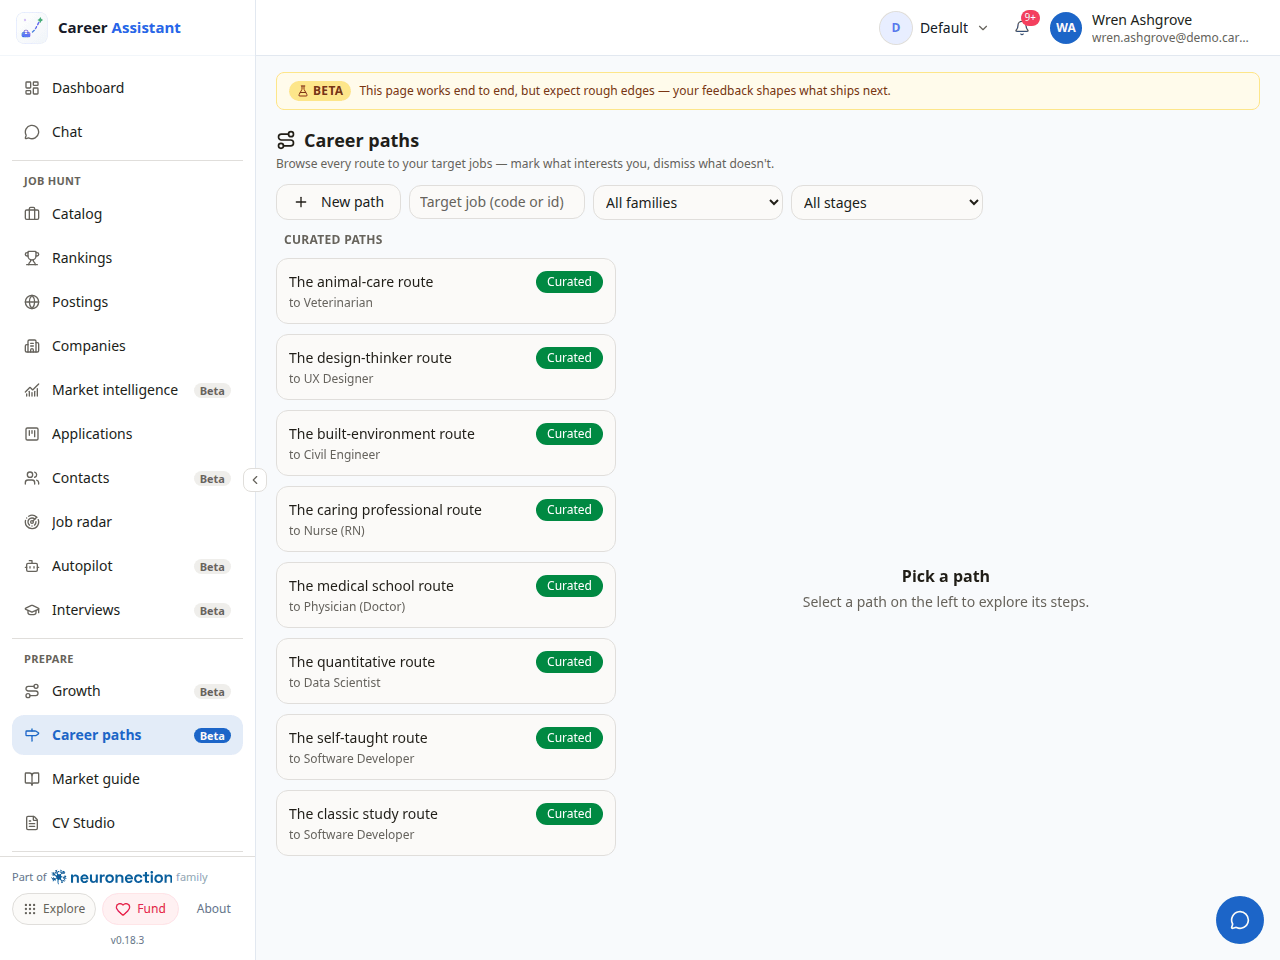 Career Assistant
D
Default
9+
WA
Wren Ashgrove
wren.ashgrove@demo.car...
Dashboard
Chat
JOB HUNT
Catalog
Rankings
Postings
Companies
Market intelligence Beta
Applications
Contacts Beta
Job radar
Autopilot Beta
Interviews Beta
PREPARE
Growth Beta
Career paths Beta
Market guide
CV Studio
Part of neuronection family
Explore
Fund
About
v0.18.3
BETA This page works end to end, but expect rough edges — your feedback shapes what ships next.
Career paths
Browse every route to your target jobs — mark what interests you, dismiss what doesn't.
New path
Target job (code or id)
All families
All stages
CURATED PATHS
The animal-care route Curated
to Veterinarian
The design-thinker route Curated
to UX Designer
The built-environment route Curated
to Civil Engineer
The caring professional route Curated
to Nurse (RN)
The medical school route Curated
to Physician (Doctor)
The quantitative route Curated
to Data Scientist
The self-taught route Curated
to Software Developer
The classic study route Curated
to Software Developer
Pick a path
Select a path on the left to explore its steps.